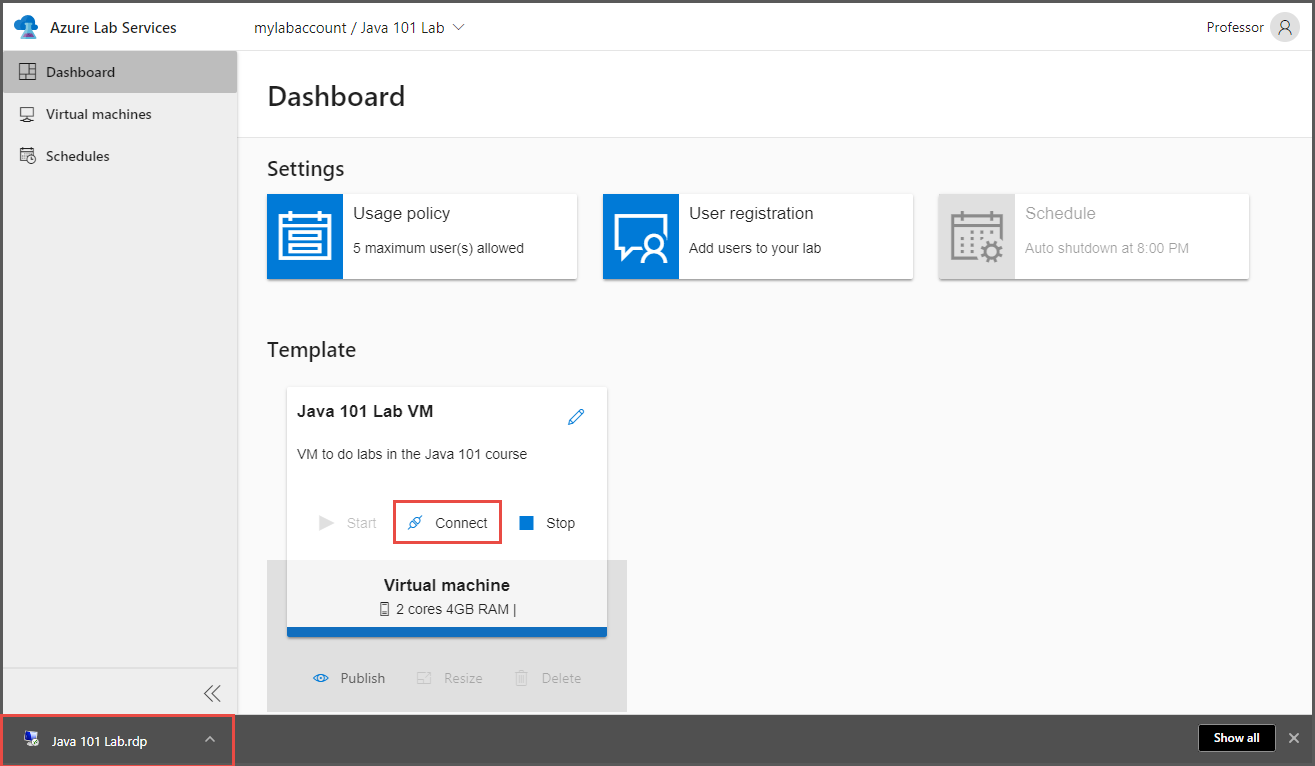 Azure Lab Services
mylabaccount / Java 101 Lab
Professor
Dashboard
Virtual machines
Schedules
Dashboard
Settings
Usage policy
5 maximum user(s) allowed
User registration
Add users to your lab
Schedule
Auto shutdown at 8:00 PM
Template
Java 101 Lab VM
VM to do labs in the Java 101 course
Start
Connect
Stop
Virtual machine
2 cores 4GB RAM |
Publish
Resize
Delete
Java 101 Lab.rdp
Show all